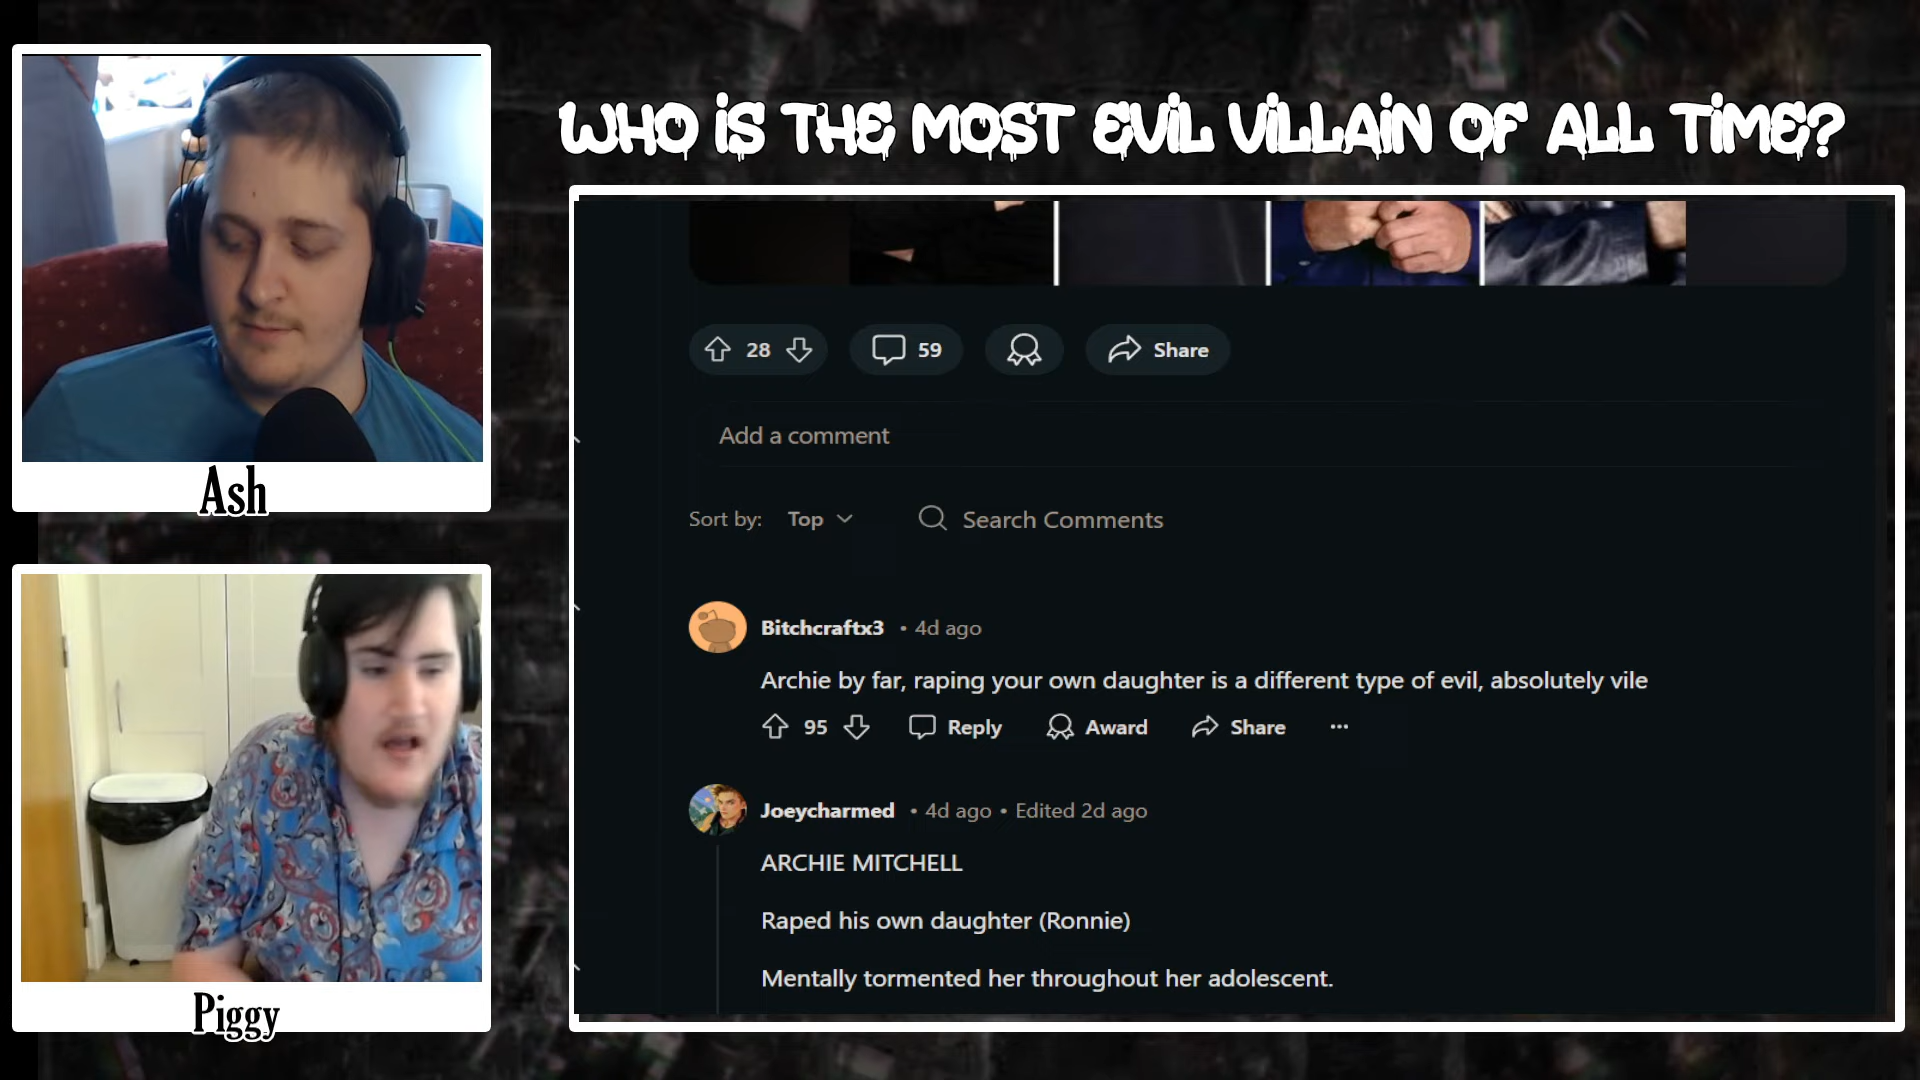 WHO IS THE MOST EVIL VILLAIN OF ALL TIME?
Ash
Piggy
28
59
Share
Add a comment
Sort by: Top
Search Comments
Bitchcraftx3 • 4d ago
Archie by far, raping your own daughter is a different type of evil, absolutely vile
95 Reply Award Share ...
Joeycharmed • 4d ago • Edited 2d ago
ARCHIE MITCHELL
Raped his own daughter (Ronnie)
Mentally tormented her throughout her adolescent.